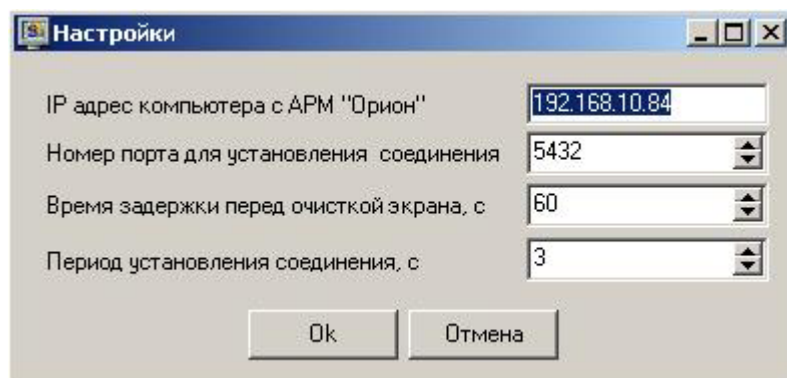 Настройки
IP адрес компьютера с АРМ "Орион" 192.168.10.84
Номер порта для установления соединения 5432
Время задержки перед очисткой экрана, с 60
Период установления соединения, с 3
Ok Отмена